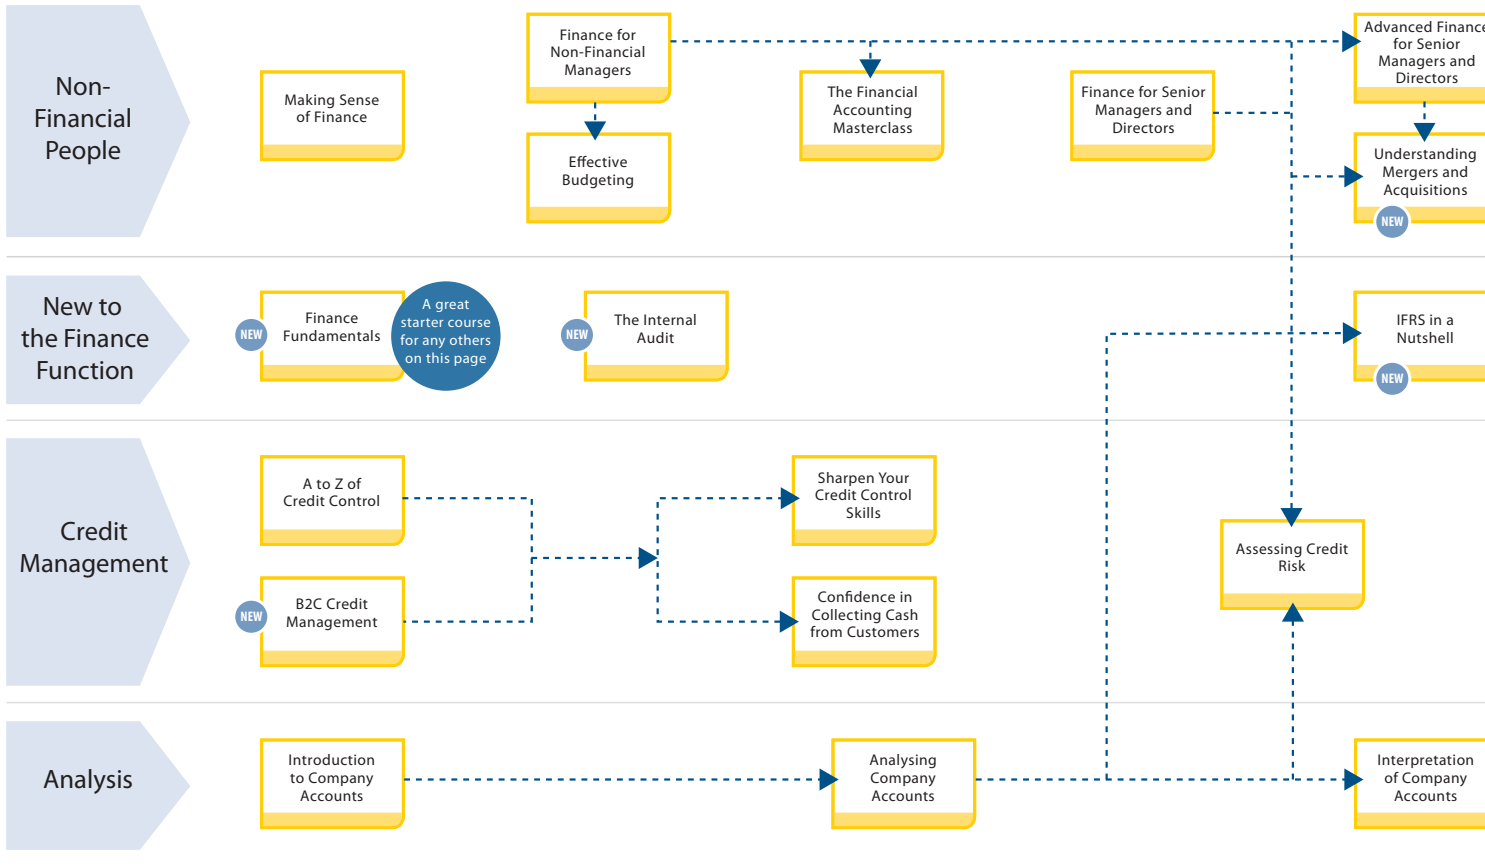 Non-
Financial
People
Making Sense
of Finance
Finance for
Non-Financial
Managers
Effective
Budgeting
The Financial
Accounting
Masterclass
Finance for Senior
Managers and
Directors
Advanced Finance
for Senior
Managers and
Directors
Understanding
Mergers and
Acquisitions
NEW
New to
the Finance
Function
NEW
Finance
Fundamentals
A great
starter course
for any others
on this page
NEW
The Internal
Audit
IFRS in a
Nutshell
NEW
Credit
Management
A to Z of
Credit Control
NEW
B2C Credit
Management
Sharpen Your
Credit Control
Skills
Confidence in
Collecting Cash
from Customers
Assessing Credit
Risk
Analysis
Introduction
to Company
Accounts
Analysing
Company
Accounts
Interpretation
of Company
Accounts